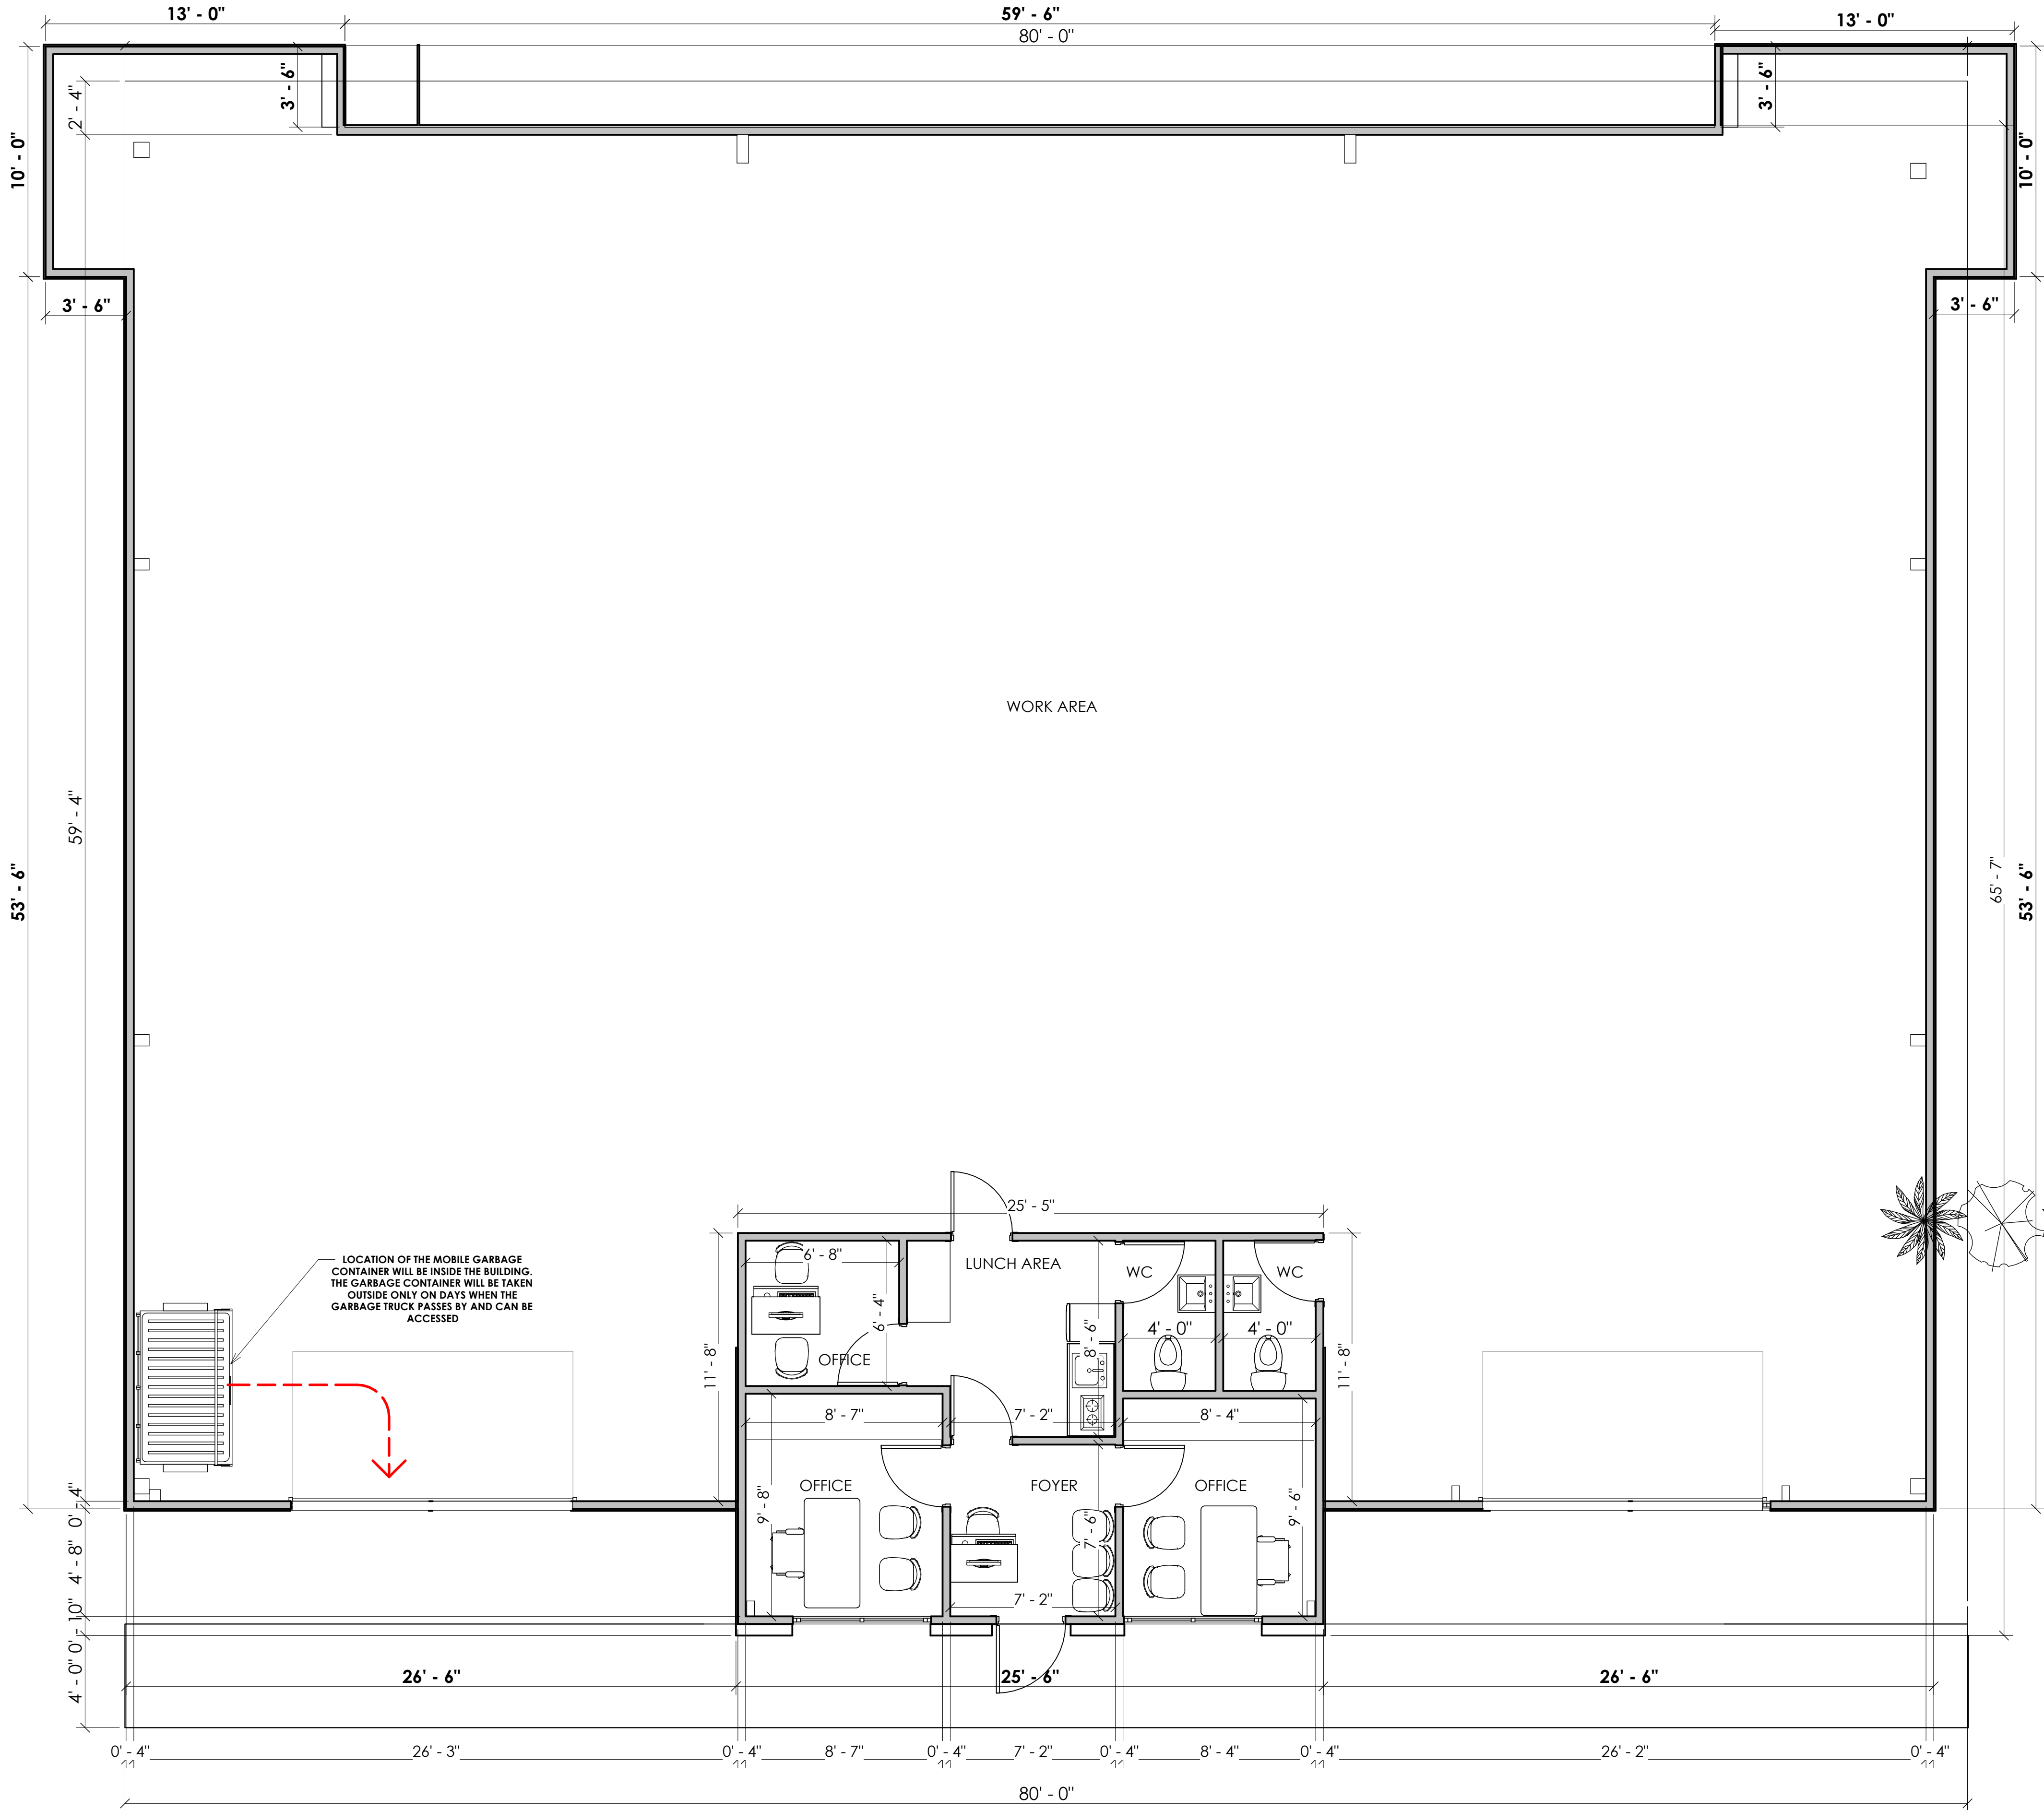 13' - 0"
59' - 6"
13' - 0"
80' - 0"
3' - 6"
3' - 6"
2' - 4"
10' - 0"
10' - 0"
3' - 6"
3' - 6"
WORK AREA
59' - 4"
53' - 6"
65' - 7"
53' - 6"
25' - 5"
LOCATION OF THE MOBILE GARBAGE
CONTAINER WILL BE INSIDE THE BUILDING.
THE GARBAGE CONTAINER WILL BE TAKEN
OUTSIDE ONLY ON DAYS WHEN THE
GARBAGE TRUCK PASSES BY AND CAN BE
ACCESSED
6' - 8"
LUNCH AREA
WC
WC
6' - 4"
8' - 6"
4' - 0"
4' - 0"
OFFICE
11' - 8"
11' - 8"
8' - 7"
7' - 2"
8' - 4"
OFFICE
FOYER
OFFICE
9' - 8"
7' - 6"
9' - 6"
7' - 2"
0' - 4"
4' - 8"
0' - 10"
4' - 0"
26' - 6"
25' - 6"
26' - 6"
0' - 4"
26' - 3"
0' - 4"
8' - 7"
0' - 4"
7' - 2"
0' - 4"
8' - 4"
0' - 4"
26' - 2"
0' - 4"
80' - 0"